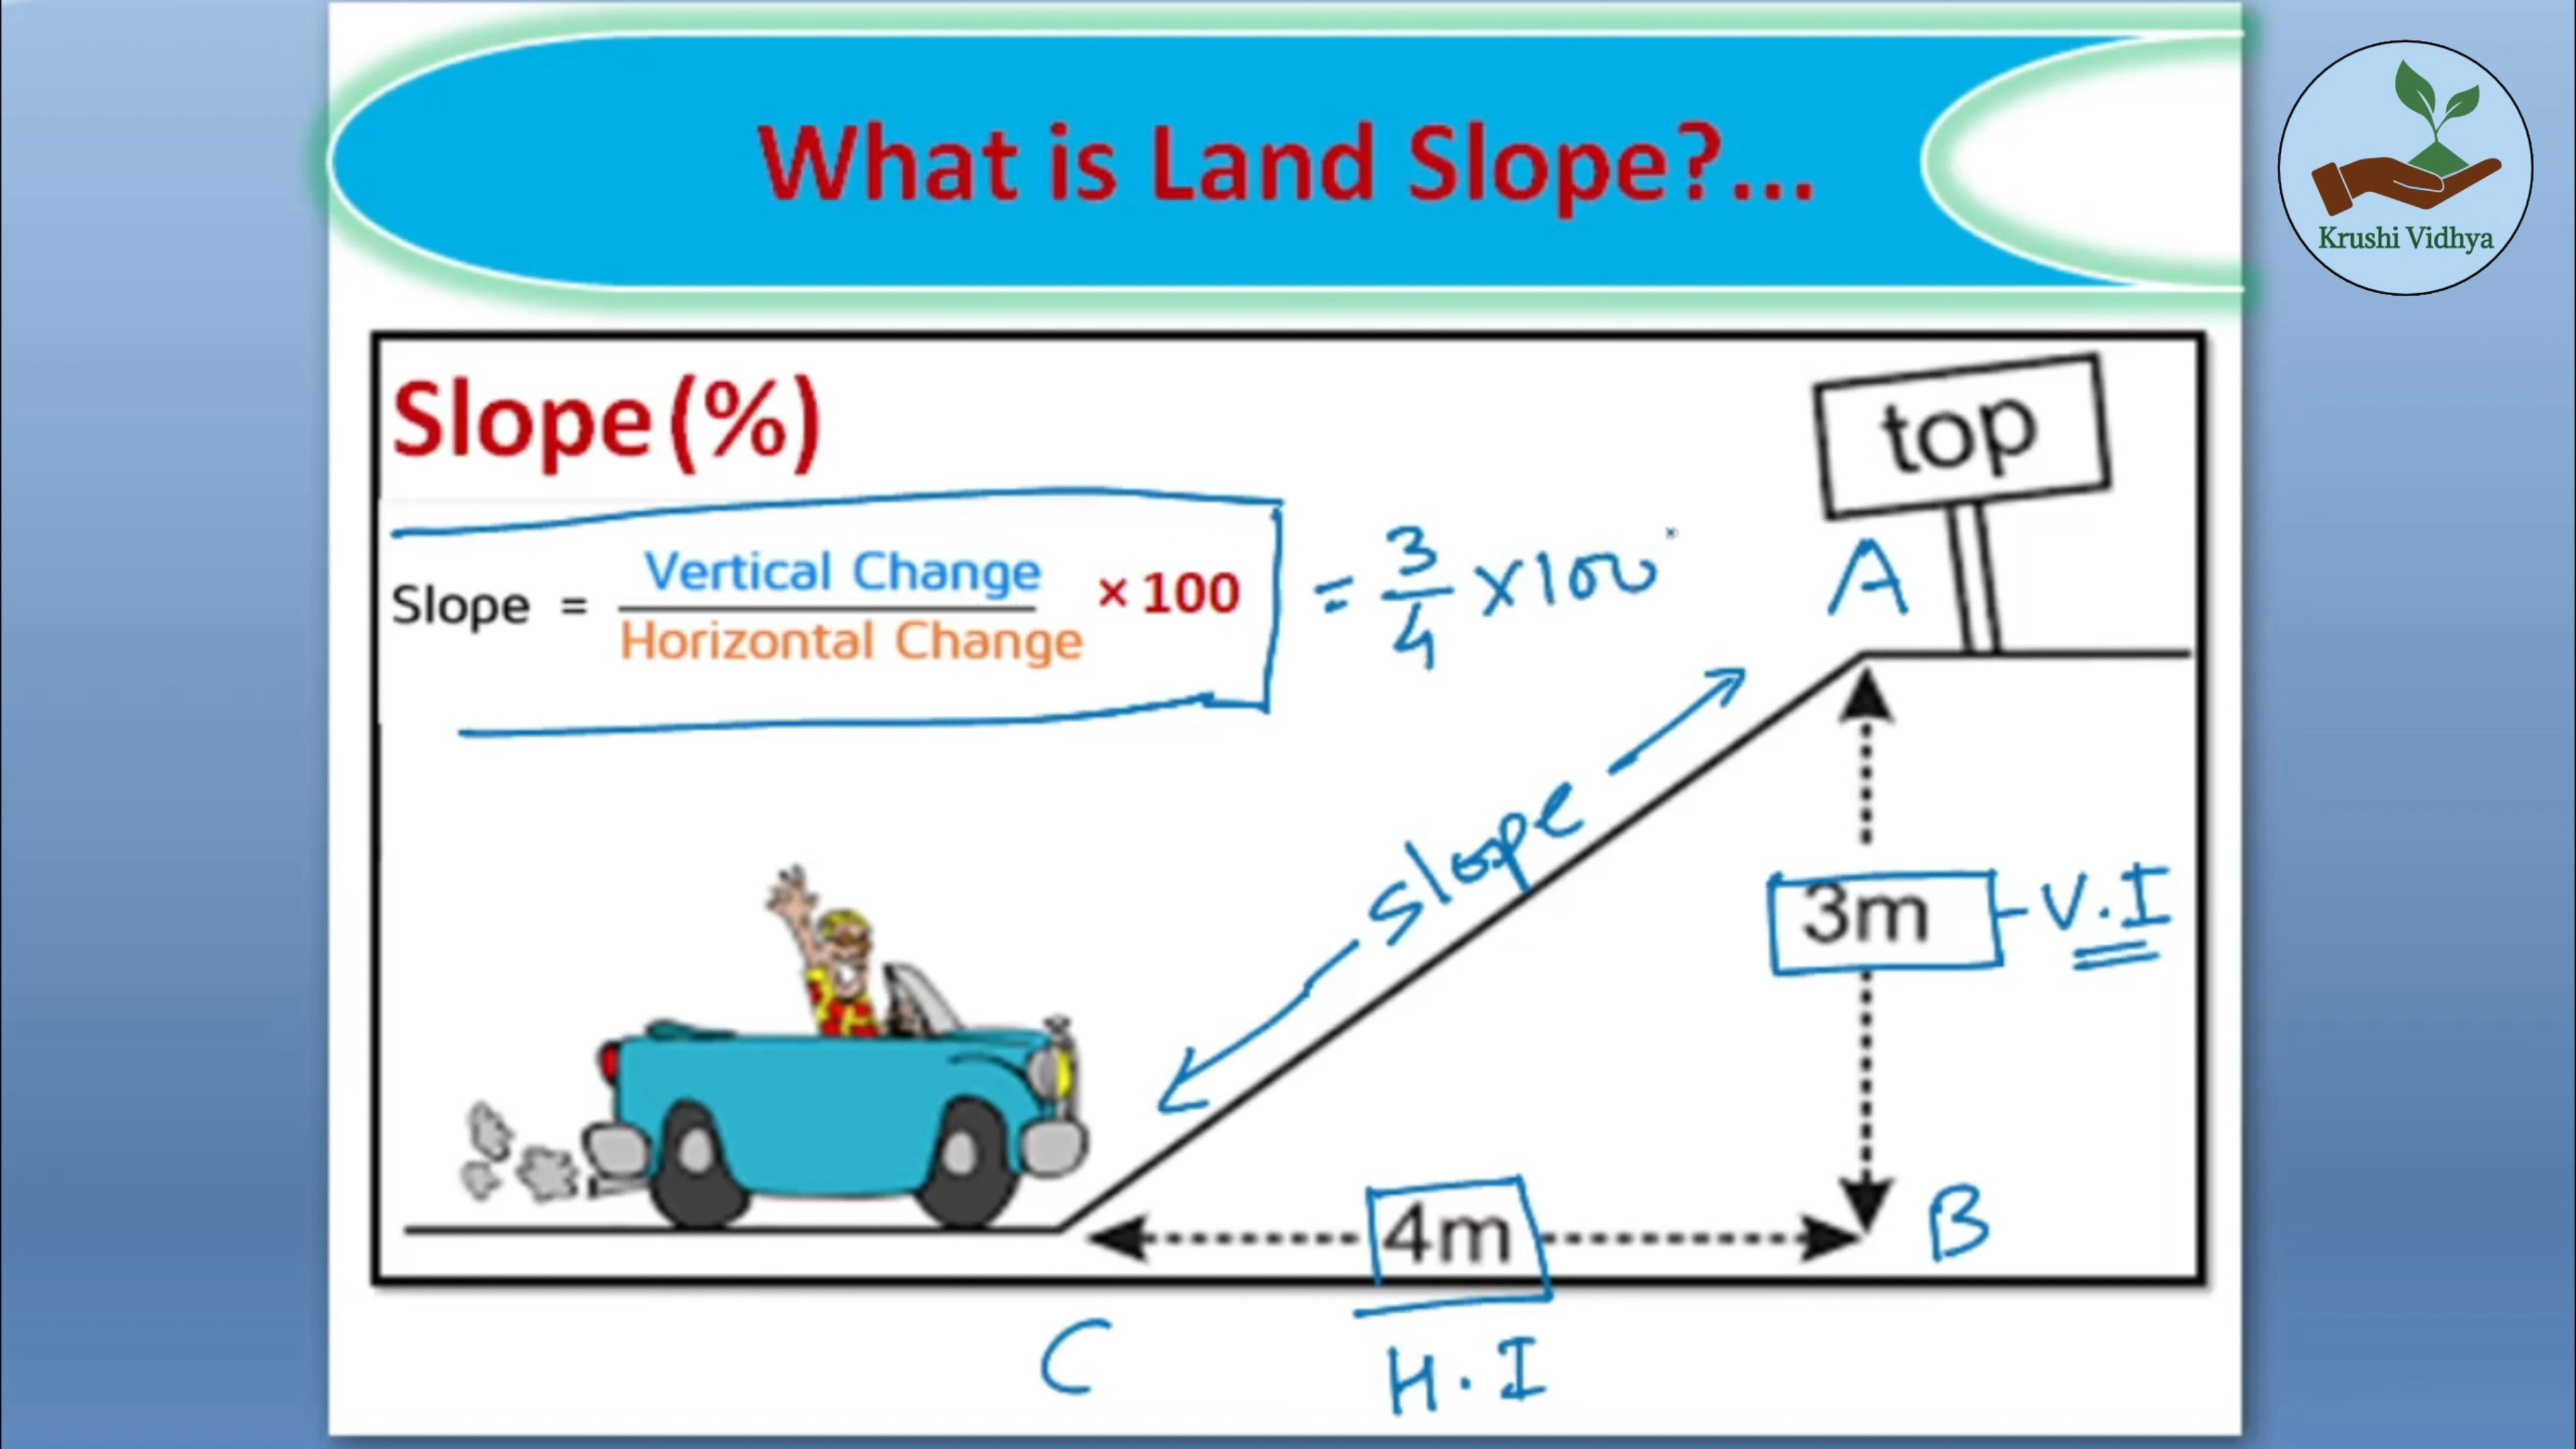 What is Land Slope?...
Krushi Vidhya
Slope (%)
top
Slope = Vertical Change / Horizontal Change × 100 = 3/4 × 100
A
slope
3m - V.I
4m
B
C
H.I